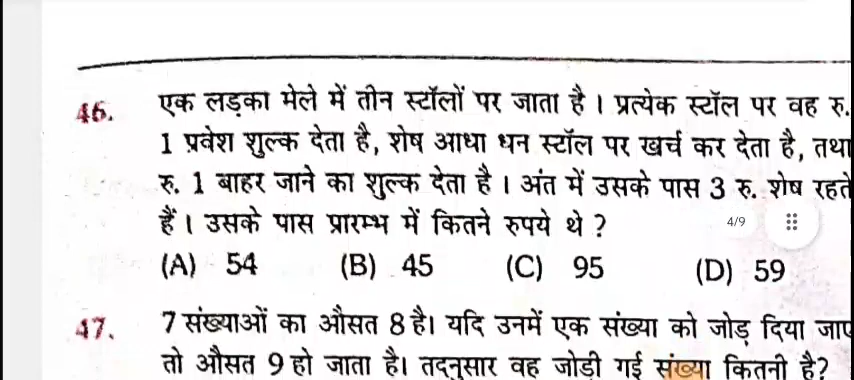 46. एक लड़का मेले में तीन स्टॉलों पर जाता है । प्रत्येक स्टॉल पर वह रु.
1 प्रवेश शुल्क देता है, शेष आधा धन स्टॉल पर खर्च कर देता है, तथा
रु. 1 बाहर जाने का शुल्क देता है । अंत में उसके पास 3 रु. शेष रहते
हैं । उसके पास प्रारम्भ में कितने रुपये थे ?
4/9
(A) 54 (B) 45 (C) 95 (D) 59
47. 7 संख्याओं का औसत 8 है। यदि उनमें एक संख्या को जोड़ दिया जाए
तो औसत 9 हो जाता है। तद्नुसार वह जोड़ी गई संख्या कितनी है?